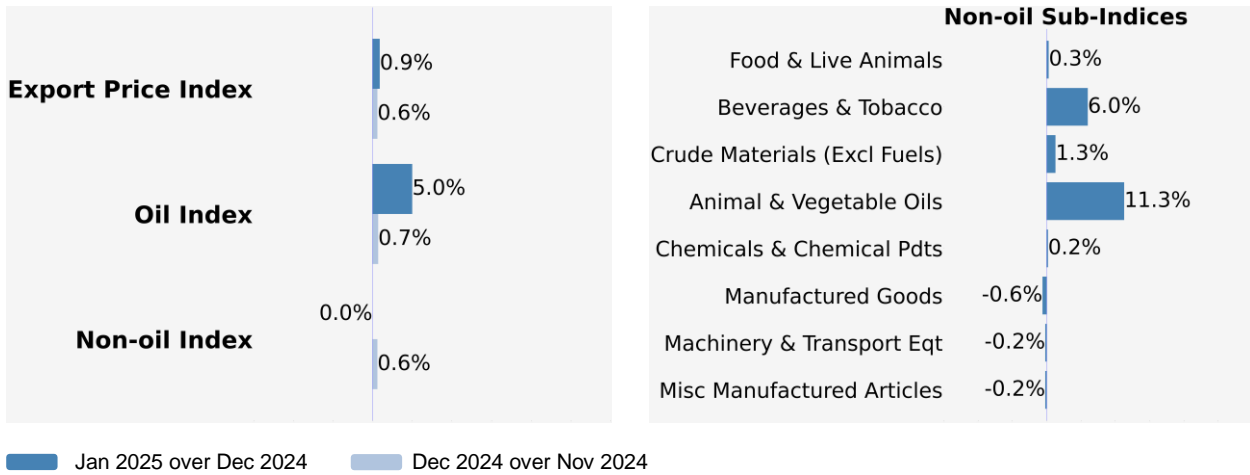 Export Price Index
0.9%
0.6%
Oil Index
5.0%
0.7%
Non-oil Index
0.0%
0.6%
Non-oil Sub-Indices
Food & Live Animals 0.3%
Beverages & Tobacco 6.0%
Crude Materials (Excl Fuels) 1.3%
Animal & Vegetable Oils 11.3%
Chemicals & Chemical Pdts 0.2%
Manufactured Goods -0.6%
Machinery & Transport Eqt -0.2%
Misc Manufactured Articles -0.2%
Jan 2025 over Dec 2024 Dec 2024 over Nov 2024